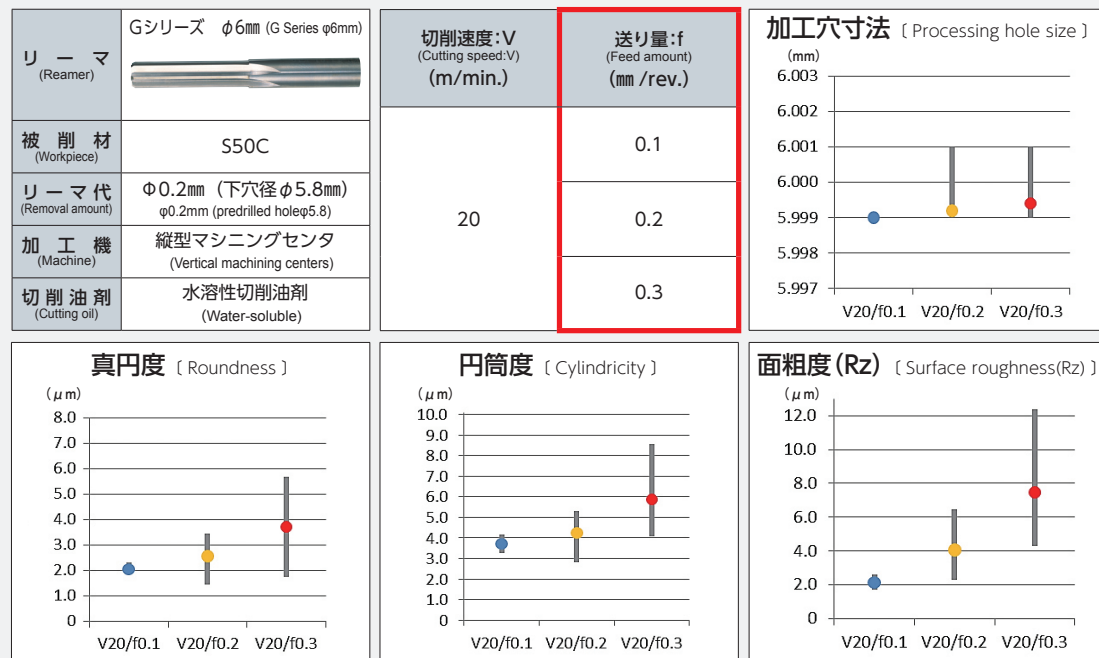 リーマ
(Reamer)
Gシリーズ φ6㎜ (G Series φ6mm)
被削材
(Workpiece)
S50C
リーマ代
(Removal amount)
Φ0.2㎜（下穴径φ5.8㎜）
φ0.2mm (predrilled holeφ5.8)
加工機
(Machine)
縦型マシニングセンタ
(Vertical machining centers)
切削油剤
(Cutting oil)
水溶性切削油剤
(Water-soluble)
切削速度:V
(Cutting speed:V)
(m/min.)
送り量:f
(Feed amount)
(㎜/rev.)
20
0.1
0.2
0.3
加工穴寸法〔Processing hole size〕
(mm)
6.003
6.002
6.001
6.000
5.999
5.998
5.997
V20/f0.1 V20/f0.2 V20/f0.3
真円度〔Roundness〕
(μm)
8.0
7.0
6.0
5.0
4.0
3.0
2.0
1.0
0
V20/f0.1 V20/f0.2 V20/f0.3
円筒度〔Cylindricity〕
(μm)
10.0
9.0
8.0
7.0
6.0
5.0
4.0
3.0
2.0
1.0
0
V20/f0.1 V20/f0.2 V20/f0.3
面粗度(Rz)〔Surface roughness(Rz)〕
(μm)
12.0
10.0
8.0
6.0
4.0
2.0
0
V20/f0.1 V20/f0.2 V20/f0.3